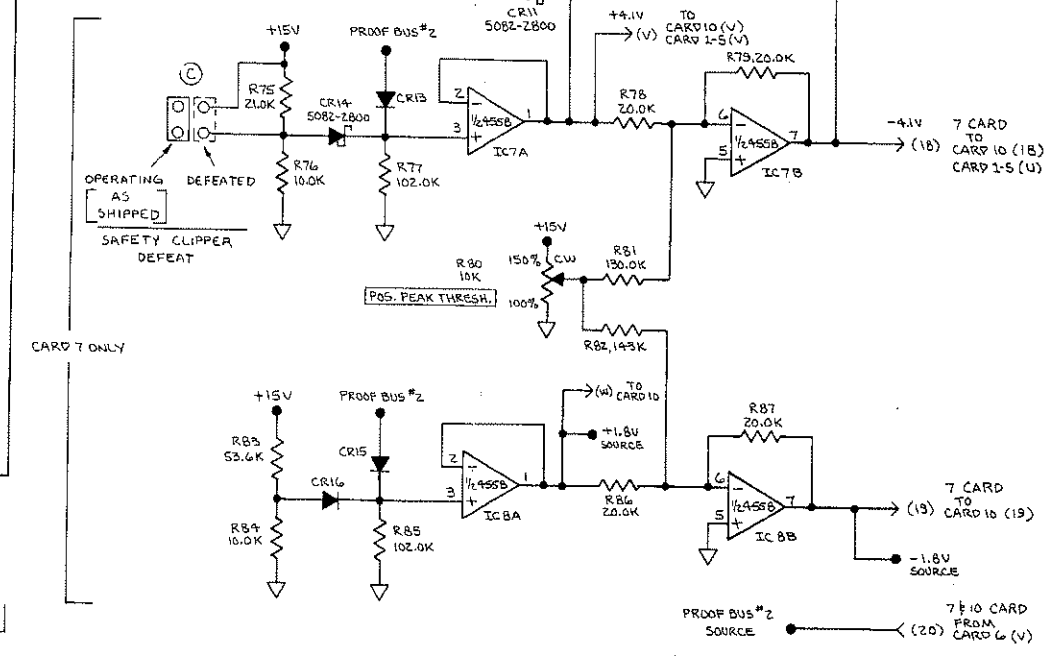 CR11
5082-2800
+15V
PROOF BUS #2
+4.1V
TO
CARD 10 (V)
(V) CARD 1-5 (V)
R79, 20.0K
C
R75
21.0K
CR14
5082-2800
CR13
2
3
1
1/2 4558
IC7A
R78
20.0K
6
5
7
1/2 4558
IC7B
-4.1V
(18)
7 CARD
TO
CARD 10 (18)
CARD 1-5 (U)
R76
10.0K
R77
102.0K
OPERATING
AS
SHIPPED
DEFEATED
SAFETY CLIPPER
DEFEAT
+15V
150%
CW
R80
10K
POS. PEAK THRESH.
100%
R81
130.0K
R82, 143K
CARD 7 ONLY
+15V
PROOF BUS #2
(W) TO
CARD 10
+1.8V
SOURCE
R83
53.6K
CR15
CR16
2
3
1
1/2 4558
IC8A
R86
20.0K
R87
20.0K
6
5
7
1/2 4558
IC 8B
7 CARD
TO
(19) CARD 10 (19)
R84
10.0K
R85
102.0K
-1.8V
SOURCE
PROOF BUS #2
SOURCE
7 & 10 CARD
FROM
(20) CARD 6 (V)